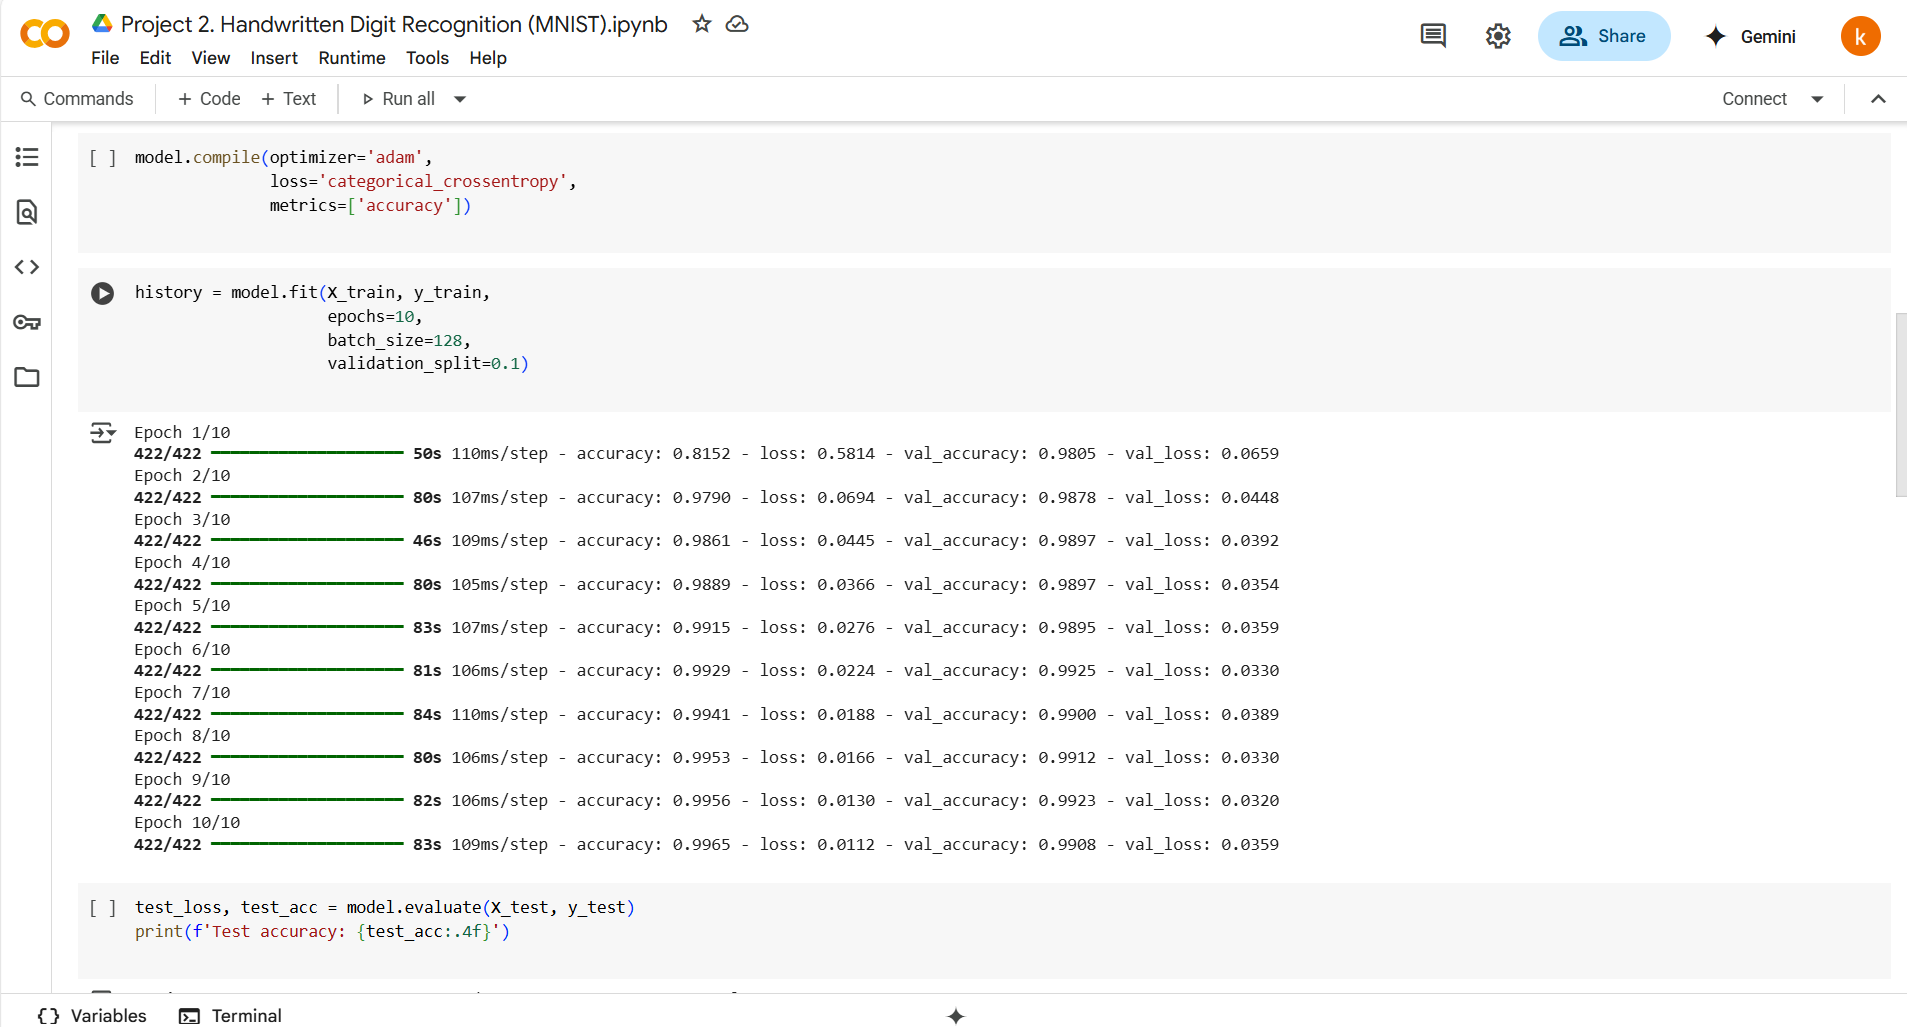 Project 2. Handwritten Digit Recognition (MNIST).ipynb
File Edit View Insert Runtime Tools Help
Share
Gemini
k
Commands + Code + Text Run all
Connect
[ ] model.compile(optimizer='adam',
loss='categorical_crossentropy',
metrics=['accuracy'])
history = model.fit(X_train, y_train,
epochs=10,
batch_size=128,
validation_split=0.1)
Epoch 1/10
422/422 50s 110ms/step - accuracy: 0.8152 - loss: 0.5814 - val_accuracy: 0.9805 - val_loss: 0.0659
Epoch 2/10
422/422 80s 107ms/step - accuracy: 0.9790 - loss: 0.0694 - val_accuracy: 0.9878 - val_loss: 0.0448
Epoch 3/10
422/422 46s 109ms/step - accuracy: 0.9861 - loss: 0.0445 - val_accuracy: 0.9897 - val_loss: 0.0392
Epoch 4/10
422/422 80s 105ms/step - accuracy: 0.9889 - loss: 0.0366 - val_accuracy: 0.9897 - val_loss: 0.0354
Epoch 5/10
422/422 83s 107ms/step - accuracy: 0.9915 - loss: 0.0276 - val_accuracy: 0.9895 - val_loss: 0.0359
Epoch 6/10
422/422 81s 106ms/step - accuracy: 0.9929 - loss: 0.0224 - val_accuracy: 0.9925 - val_loss: 0.0330
Epoch 7/10
422/422 84s 110ms/step - accuracy: 0.9941 - loss: 0.0188 - val_accuracy: 0.9900 - val_loss: 0.0389
Epoch 8/10
422/422 80s 106ms/step - accuracy: 0.9953 - loss: 0.0166 - val_accuracy: 0.9912 - val_loss: 0.0330
Epoch 9/10
422/422 82s 106ms/step - accuracy: 0.9956 - loss: 0.0130 - val_accuracy: 0.9923 - val_loss: 0.0320
Epoch 10/10
422/422 83s 109ms/step - accuracy: 0.9965 - loss: 0.0112 - val_accuracy: 0.9908 - val_loss: 0.0359
[ ] test_loss, test_acc = model.evaluate(X_test, y_test)
print(f'Test accuracy: {test_acc:.4f}')
{} Variables Terminal